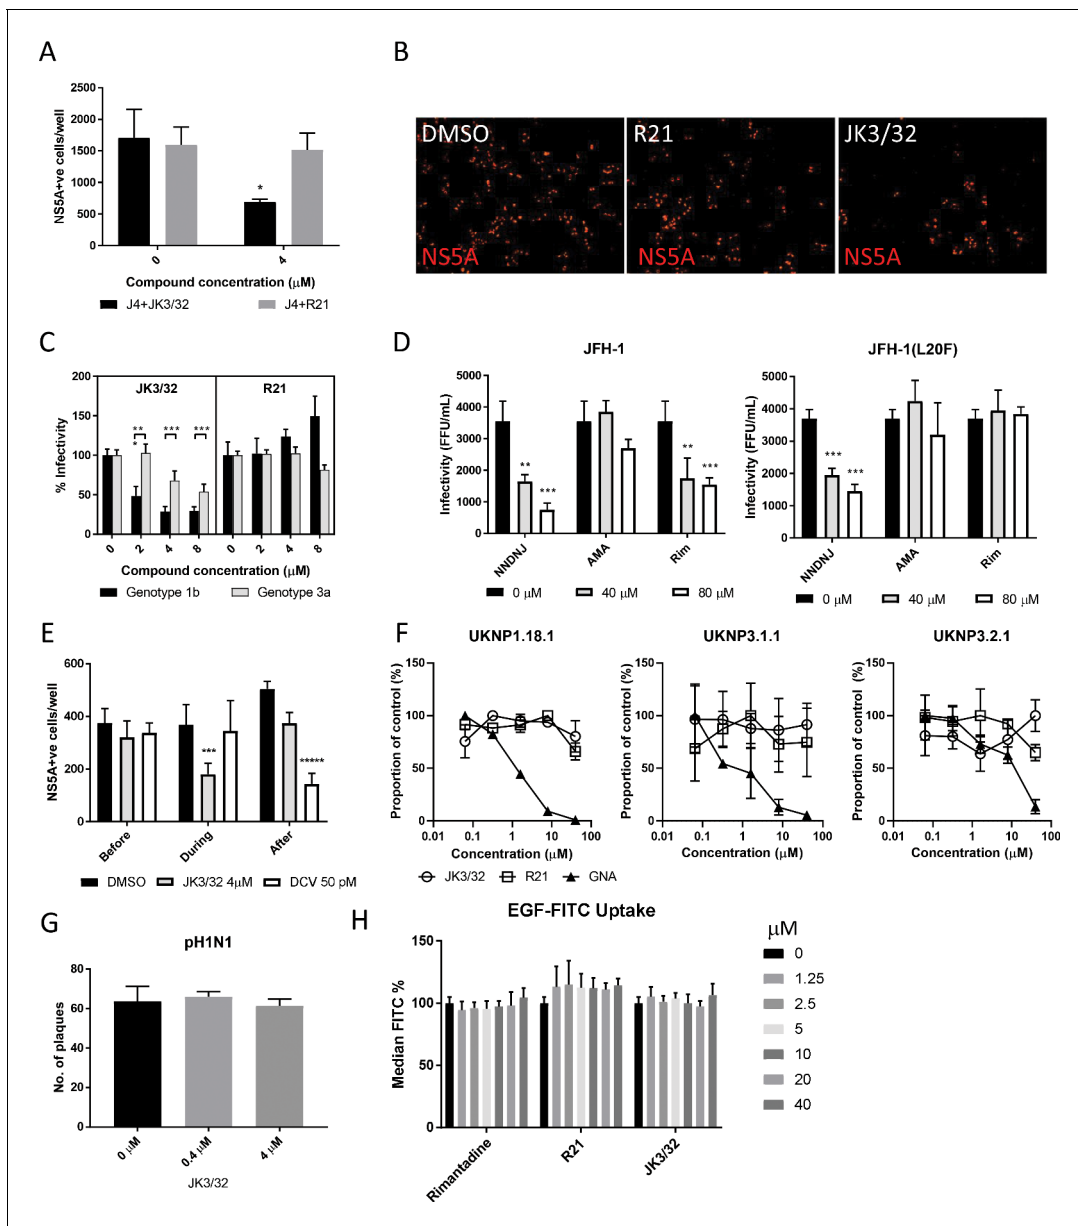 A
2500
2000
1500
1000
500
0
NS5A+ve cells/well
*
0
4
Compound concentration (μM)
J4+JK3/32
J4+R21
B
DMSO
R21
JK3/32
NS5A
NS5A
NS5A
C
JK3/32
R21
150
100
50
0
% Infectivity
**
*
***
***
0
2
4
8
0
2
4
8
Compound concentration (μM)
Genotype 1b
Genotype 3a
D
JFH-1
6000
5000
4000
3000
2000
1000
0
Infectivity (FFU/mL)
**
***
**
***
NNDNJ
AMA
Rim
0 μM
40 μM
80 μM
JFH-1(L20F)
6000
5000
4000
3000
2000
1000
0
Infectivity (FFU/mL)
***
***
NNDNJ
AMA
Rim
0 μM
40 μM
80 μM
E
600
400
200
0
NS5A+ve cells/well
***
*****
Before
During
After
DMSO
JK3/32 4μM
DCV 50 pM
F
UKNP1.18.1
150
100
50
0
Proportion of control (%)
0.01
0.1
1
10
100
Concentration (μM)
UKNP3.1.1
150
100
50
0
Proportion of control (%)
0.01
0.1
1
10
100
Concentration (μM)
UKNP3.2.1
150
100
50
0
Proportion of control (%)
0.01
0.1
1
10
100
Concentration (μM)
JK3/32
R21
GNA
G
pH1N1
80
60
40
20
0
No. of plaques
0 μM
0.4 μM
4 μM
JK3/32
H
EGF-FITC Uptake
150
100
50
0
Median FITC %
Rimantadine
R21
JK3/32
μM
0
1.25
2.5
5
10
20
40